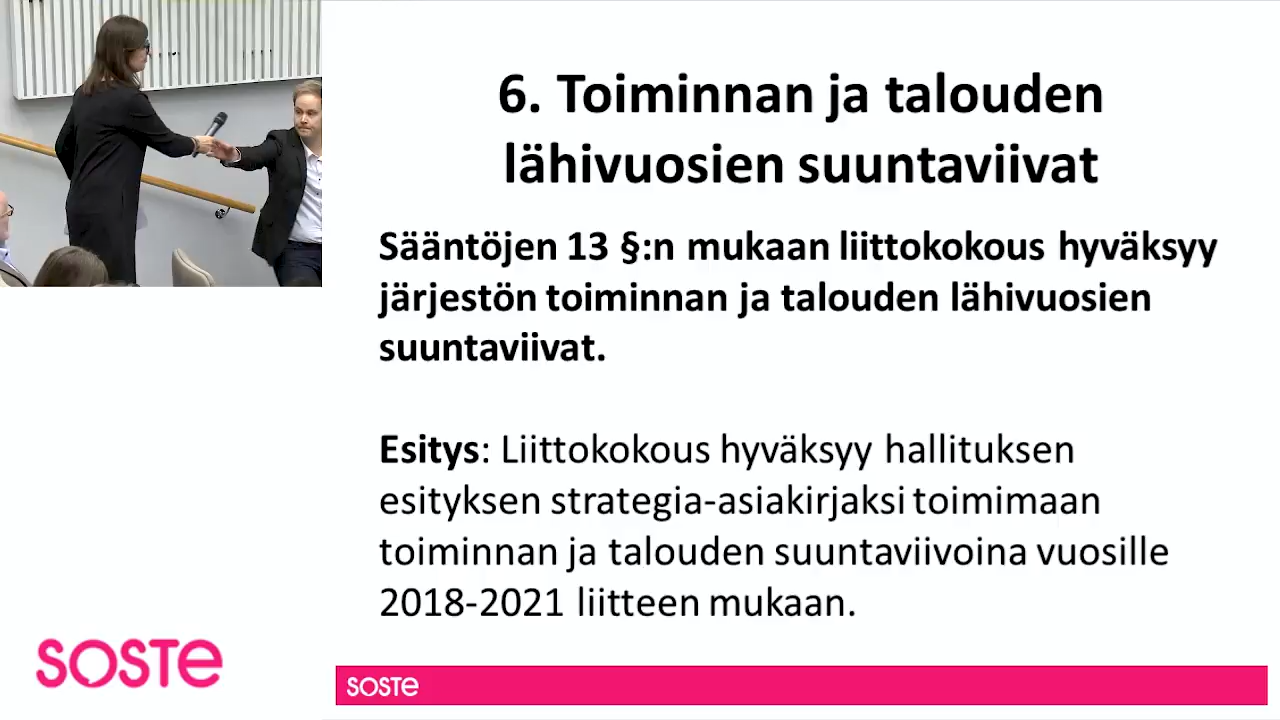 6. Toiminnan ja talouden
lähivuosien suuntaviivat
Sääntöjen 13 §:n mukaan liittokokous hyväksyy
järjestön toiminnan ja talouden lähivuosien
suuntaviivat.
Esitys: Liittokokous hyväksyy hallituksen
esityksen strategia-asiakirjaksi toimimaan
toiminnan ja talouden suuntaviivoina vuosille
2018-2021 liitteen mukaan.
SOSTE
SOSTE